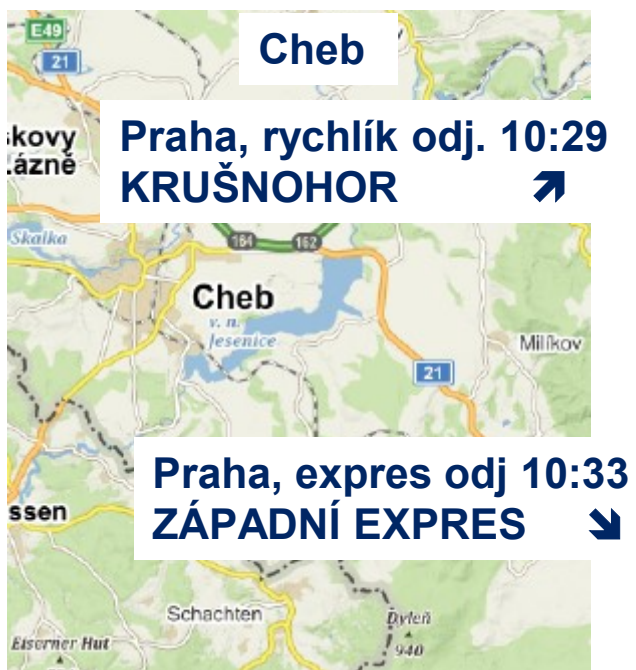 E49
21
Cheb
Praha, rychlík odj. 10:29
KRUŠNOHOR ↗
skovy
Lázně
Skalka
164
162
Cheb
v. n.
Jesenice
Milíkov
21
Praha, expres odj 10:33
ZÁPADNÍ EXPRES ↘
ssen
Schachten
Dyleň
940
Eiserner Hut